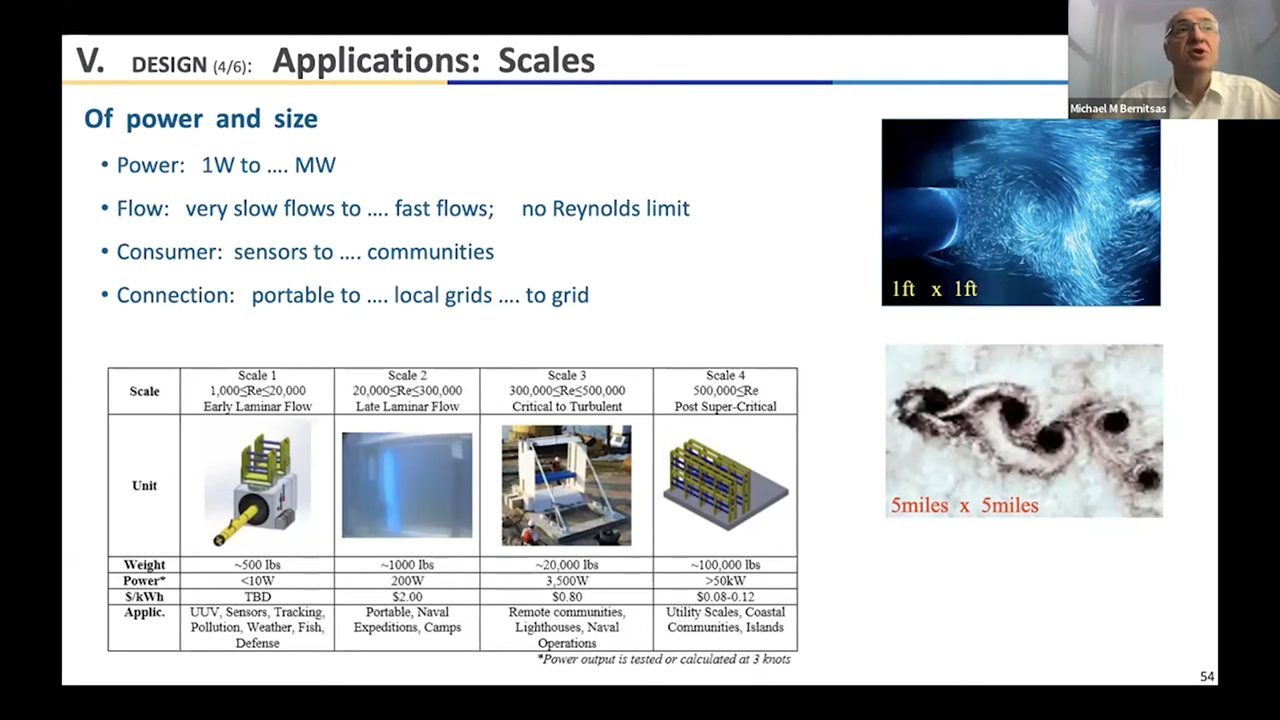 V. DESIGN (4/6): Applications: Scales
Michael M Bernitsas
Of power and size
• Power: 1W to .... MW
• Flow: very slow flows to .... fast flows; no Reynolds limit
• Consumer: sensors to .... communities
• Connection: portable to .... local grids .... to grid
1ft x 1ft
5miles x 5miles
Scale
Scale 1
1,000≤Re≤20,000
Early Laminar Flow
Scale 2
20,000≤Re≤300,000
Late Laminar Flow
Scale 3
300,000≤Re≤500,000
Critical to Turbulent
Scale 4
500,000≤Re
Post Super-Critical
Unit
Weight ~500 lbs ~1000 lbs ~20,000 lbs ~100,000 lbs
Power* <10W 200W 3,500W >50kW
$/kWh TBD $2.00 $0.80 $0.08-0.12
Applic.
UUV, Sensors, Tracking,
Pollution, Weather, Fish,
Defense
Portable, Naval
Expeditions, Camps
Remote communities,
Lighthouses, Naval
Operations
Utility Scales, Coastal
Communities, Islands
*Power output is tested or calculated at 3 knots
54